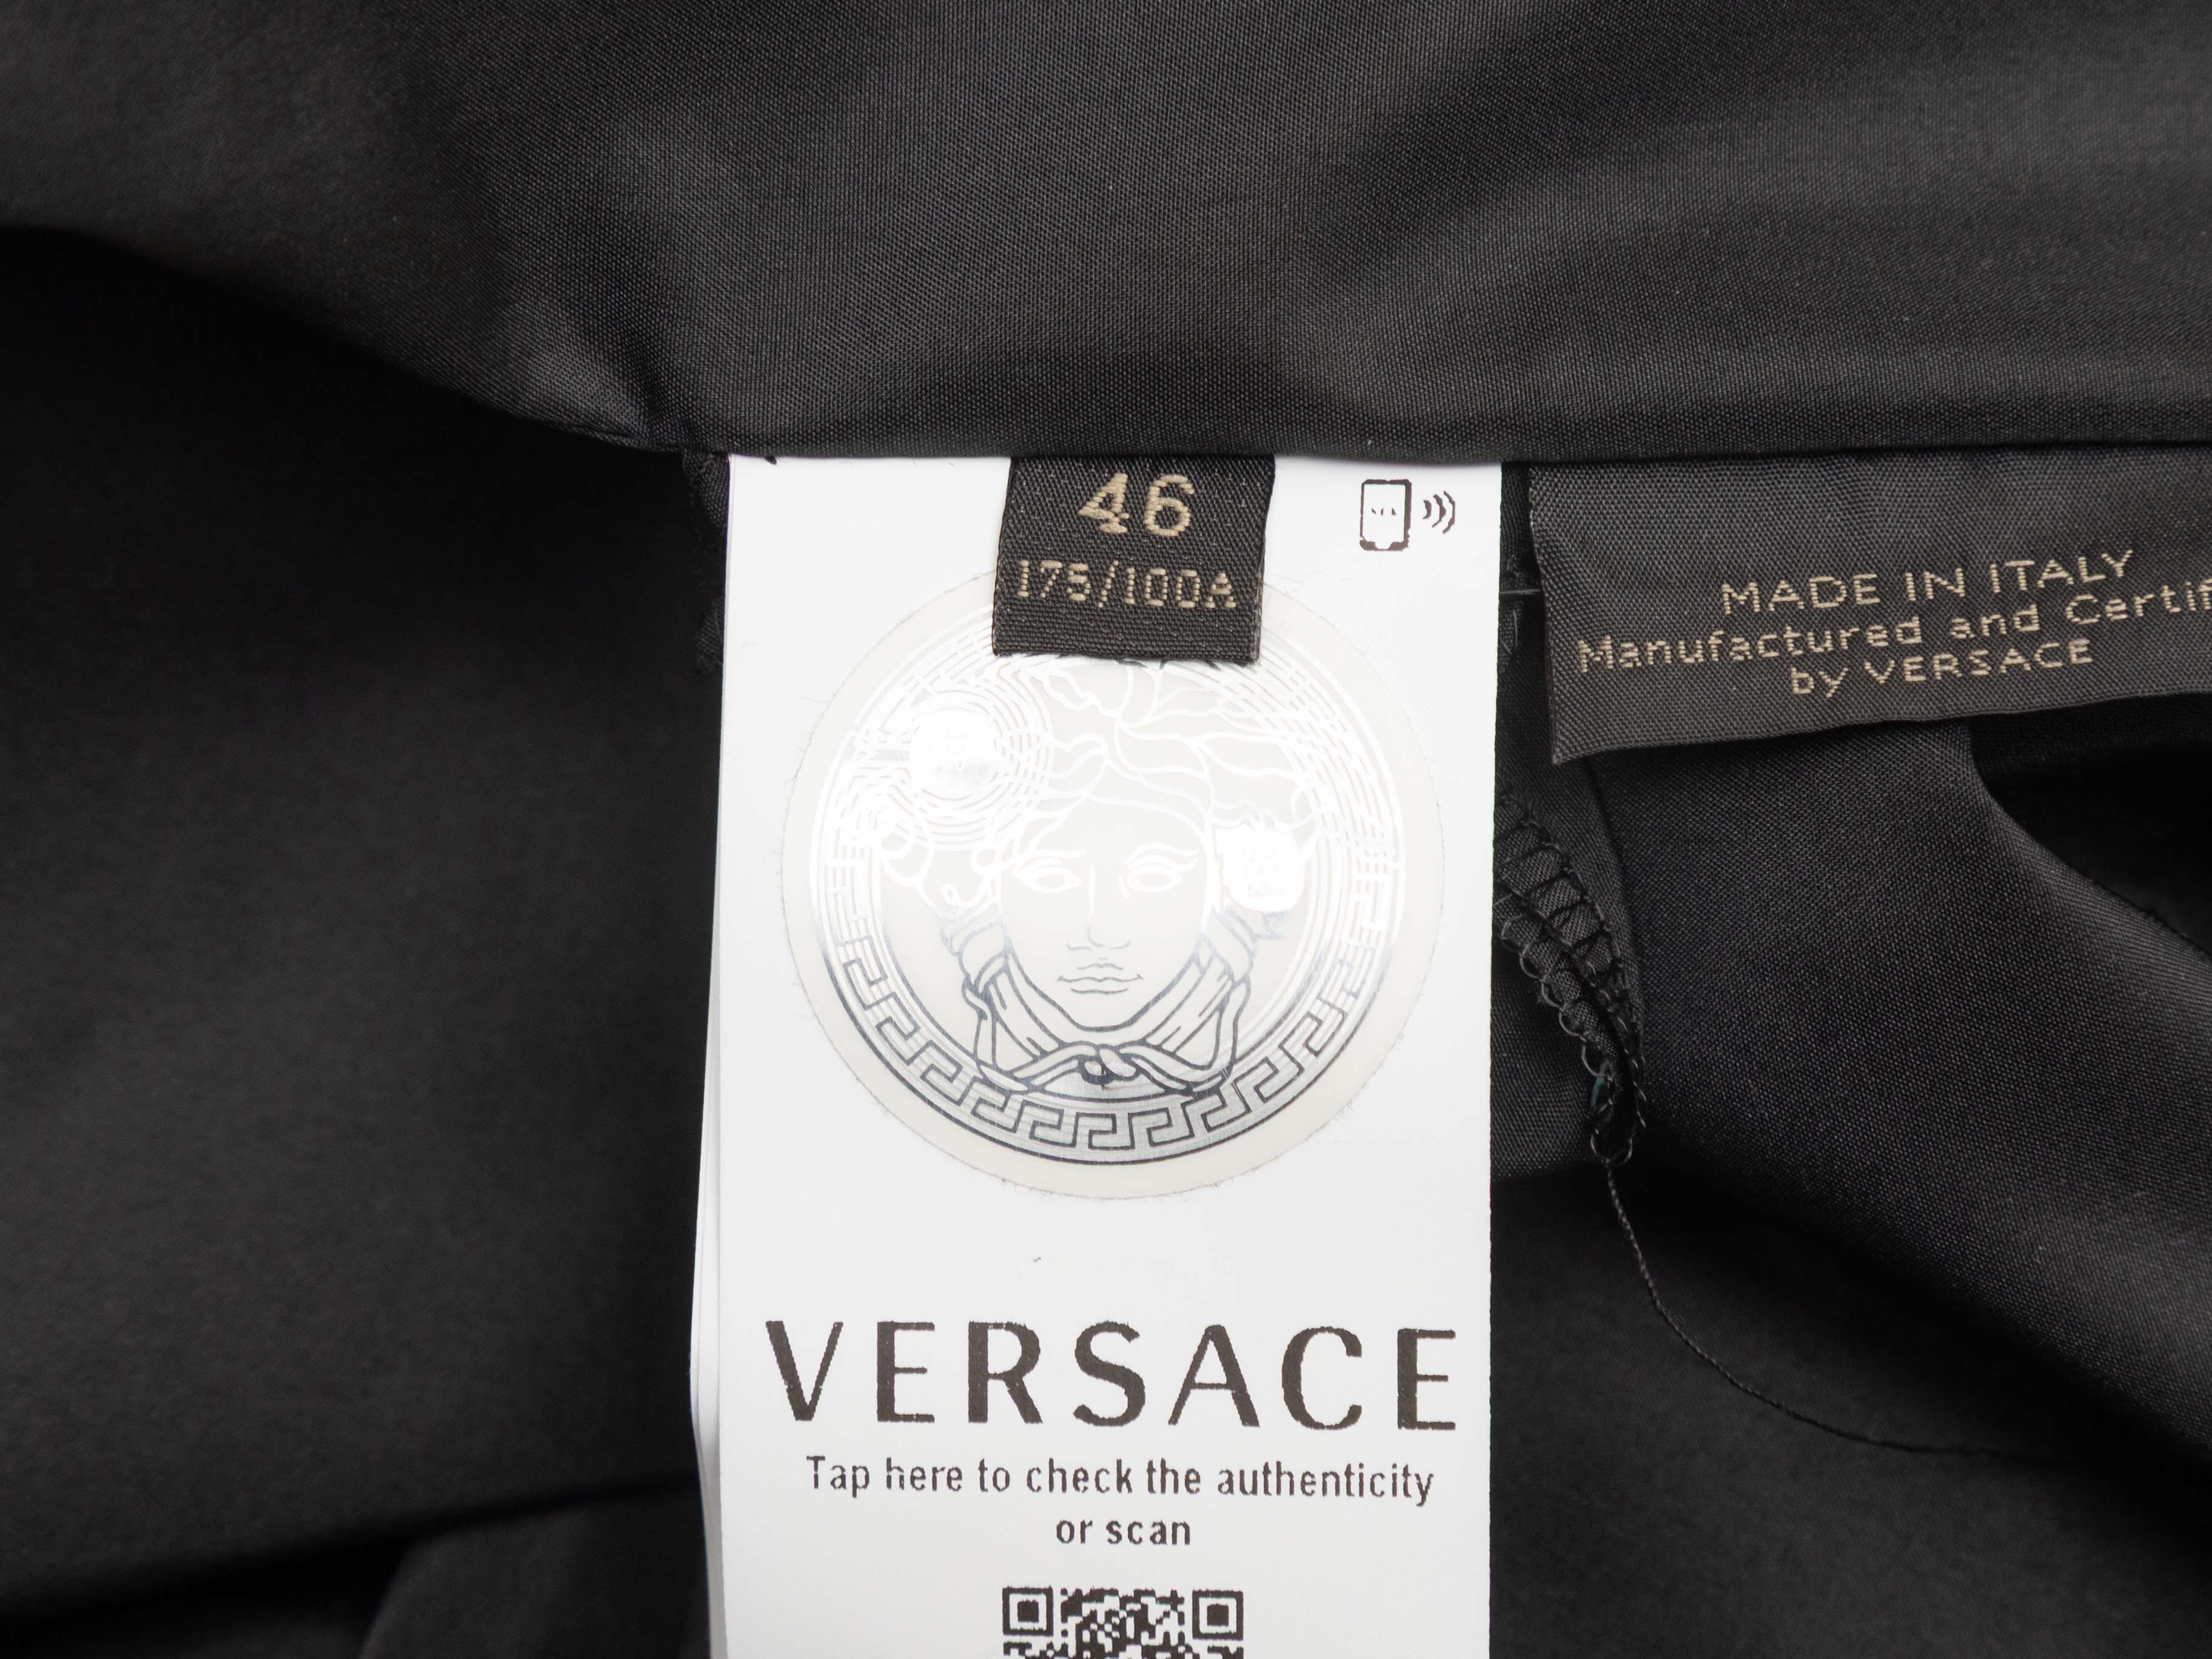 46
175/100A
MADE IN ITALY
Manufactured and Certif
by VERSACE
VERSACE
Tap here to check the authenticity
or scan